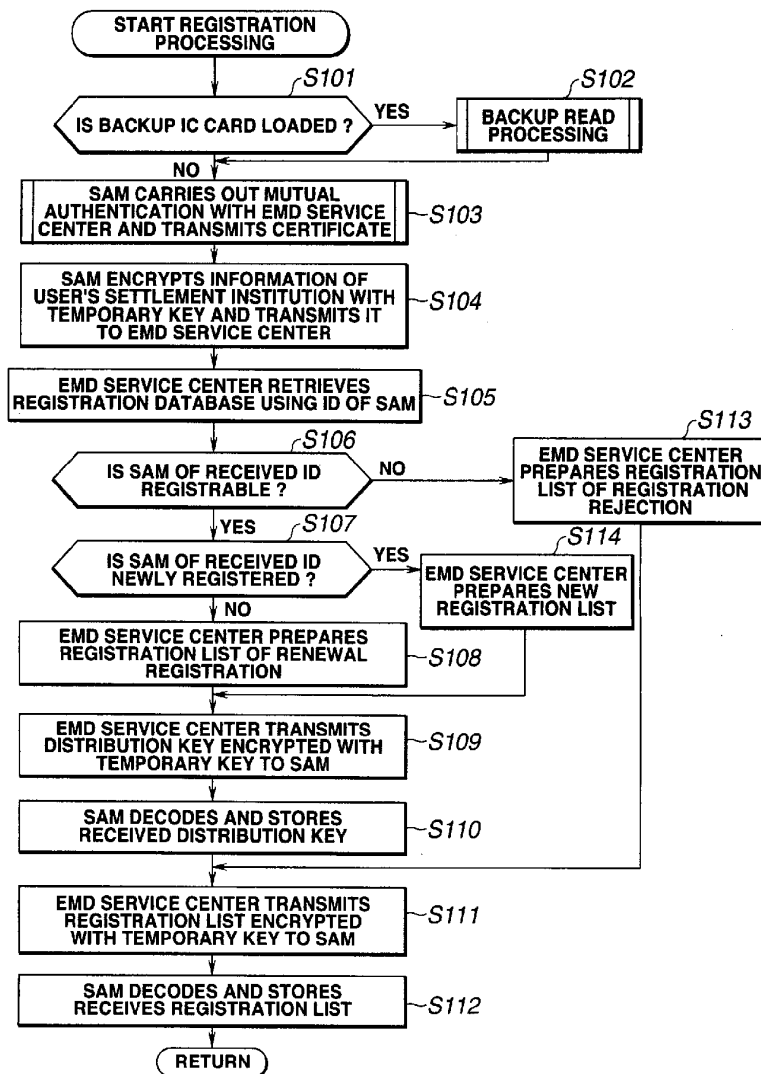 START REGISTRATION
PROCESSING
S101
IS BACKUP IC CARD LOADED ?
YES
S102
BACKUP READ
PROCESSING
NO
SAM CARRIES OUT MUTUAL
AUTHENTICATION WITH EMD SERVICE
CENTER AND TRANSMITS CERTIFICATE
S103
SAM ENCRYPTS INFORMATION OF
USER'S SETTLEMENT INSTITUTION WITH
TEMPORARY KEY AND TRANSMITS IT
TO EMD SERVICE CENTER
S104
EMD SERVICE CENTER RETRIEVES
REGISTRATION DATABASE USING ID OF SAM
S105
S106
IS SAM OF RECEIVED ID
REGISTRABLE ?
NO
S113
EMD SERVICE CENTER
PREPARES REGISTRATION
LIST OF REGISTRATION
REJECTION
YES
S107
IS SAM OF RECEIVED ID
NEWLY REGISTERED ?
YES
S114
EMD SERVICE CENTER
PREPARES NEW
REGISTRATION LIST
NO
EMD SERVICE CENTER PREPARES
REGISTRATION LIST OF RENEWAL
REGISTRATION
S108
EMD SERVICE CENTER TRANSMITS
DISTRIBUTION KEY ENCRYPTED WITH
TEMPORARY KEY TO SAM
S109
SAM DECODES AND STORES
RECEIVED DISTRIBUTION KEY
S110
EMD SERVICE CENTER TRANSMITS
REGISTRATION LIST ENCRYPTED
WITH TEMPORARY KEY TO SAM
S111
SAM DECODES AND STORES
RECEIVES REGISTRATION LIST
S112
RETURN